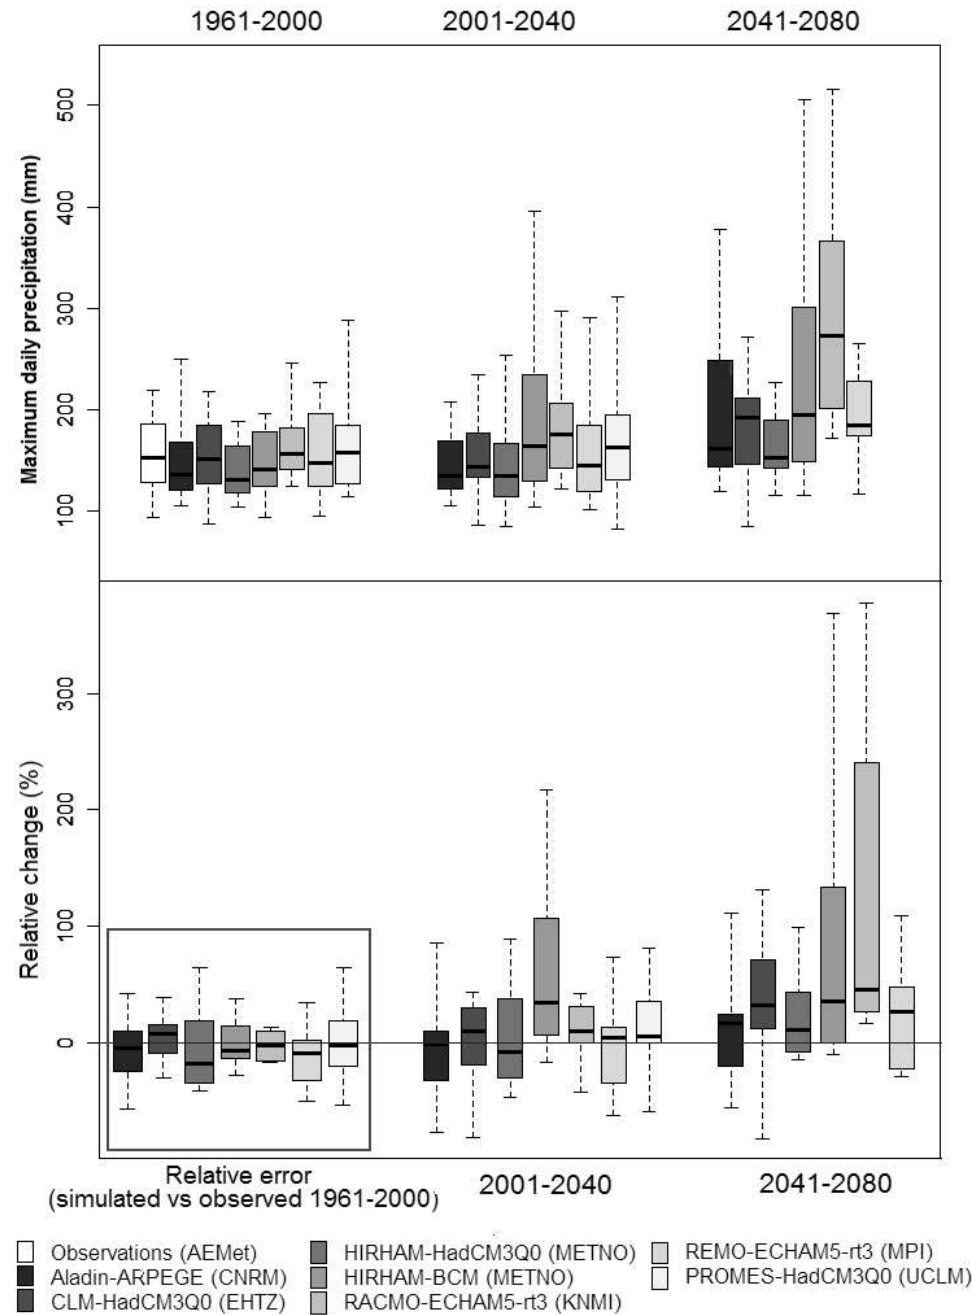 1961-2000 2001-2040 2041-2080
Maximum daily precipitation (mm)
500
400
300
200
100
Relative change (%)
300
200
100
0
Relative error
(simulated vs observed 1961-2000)
2001-2040 2041-2080
Observations (AEMet)
Aladin-ARPEGE (CNRM)
CLM-HadCM3Q0 (EHTZ)
HIRHAM-HadCM3Q0 (METNO)
HIRHAM-BCM (METNO)
RACMO-ECHAM5-rt3 (KNMI)
REMO-ECHAM5-rt3 (MPI)
PROMES-HadCM3Q0 (UCLM)